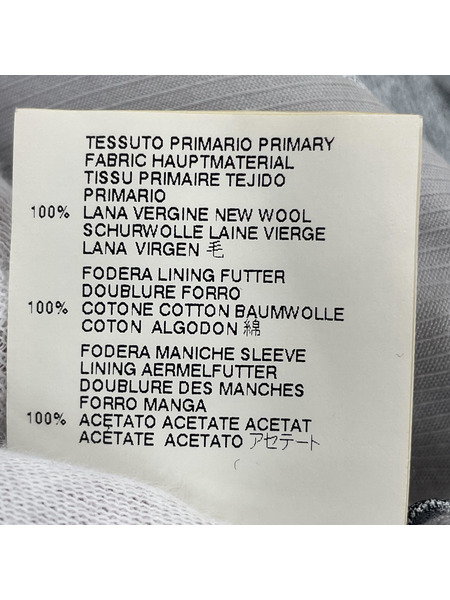 TESSUTO PRIMARIO PRIMARY
FABRIC HAUPTMATERIAL
TISSU PRIMAIRE TEJIDO
PRIMARIO
100% LANA VERGINE NEW WOOL
SCHURWOLLE LAINE VIERGE
LANA VIRGEN 毛
FODERA LINING FUTTER
DOUBLURE FORRO
100% COTONE COTTON BAUMWOLLE
COTON ALGODON 綿
FODERA MANICHE SLEEVE
LINING AERMELFUTTER
DOUBLURE DES MANCHES
FORRO MANGA
100% ACETATO ACETATE ACETAT
ACÉTATE ACETATO アセテート